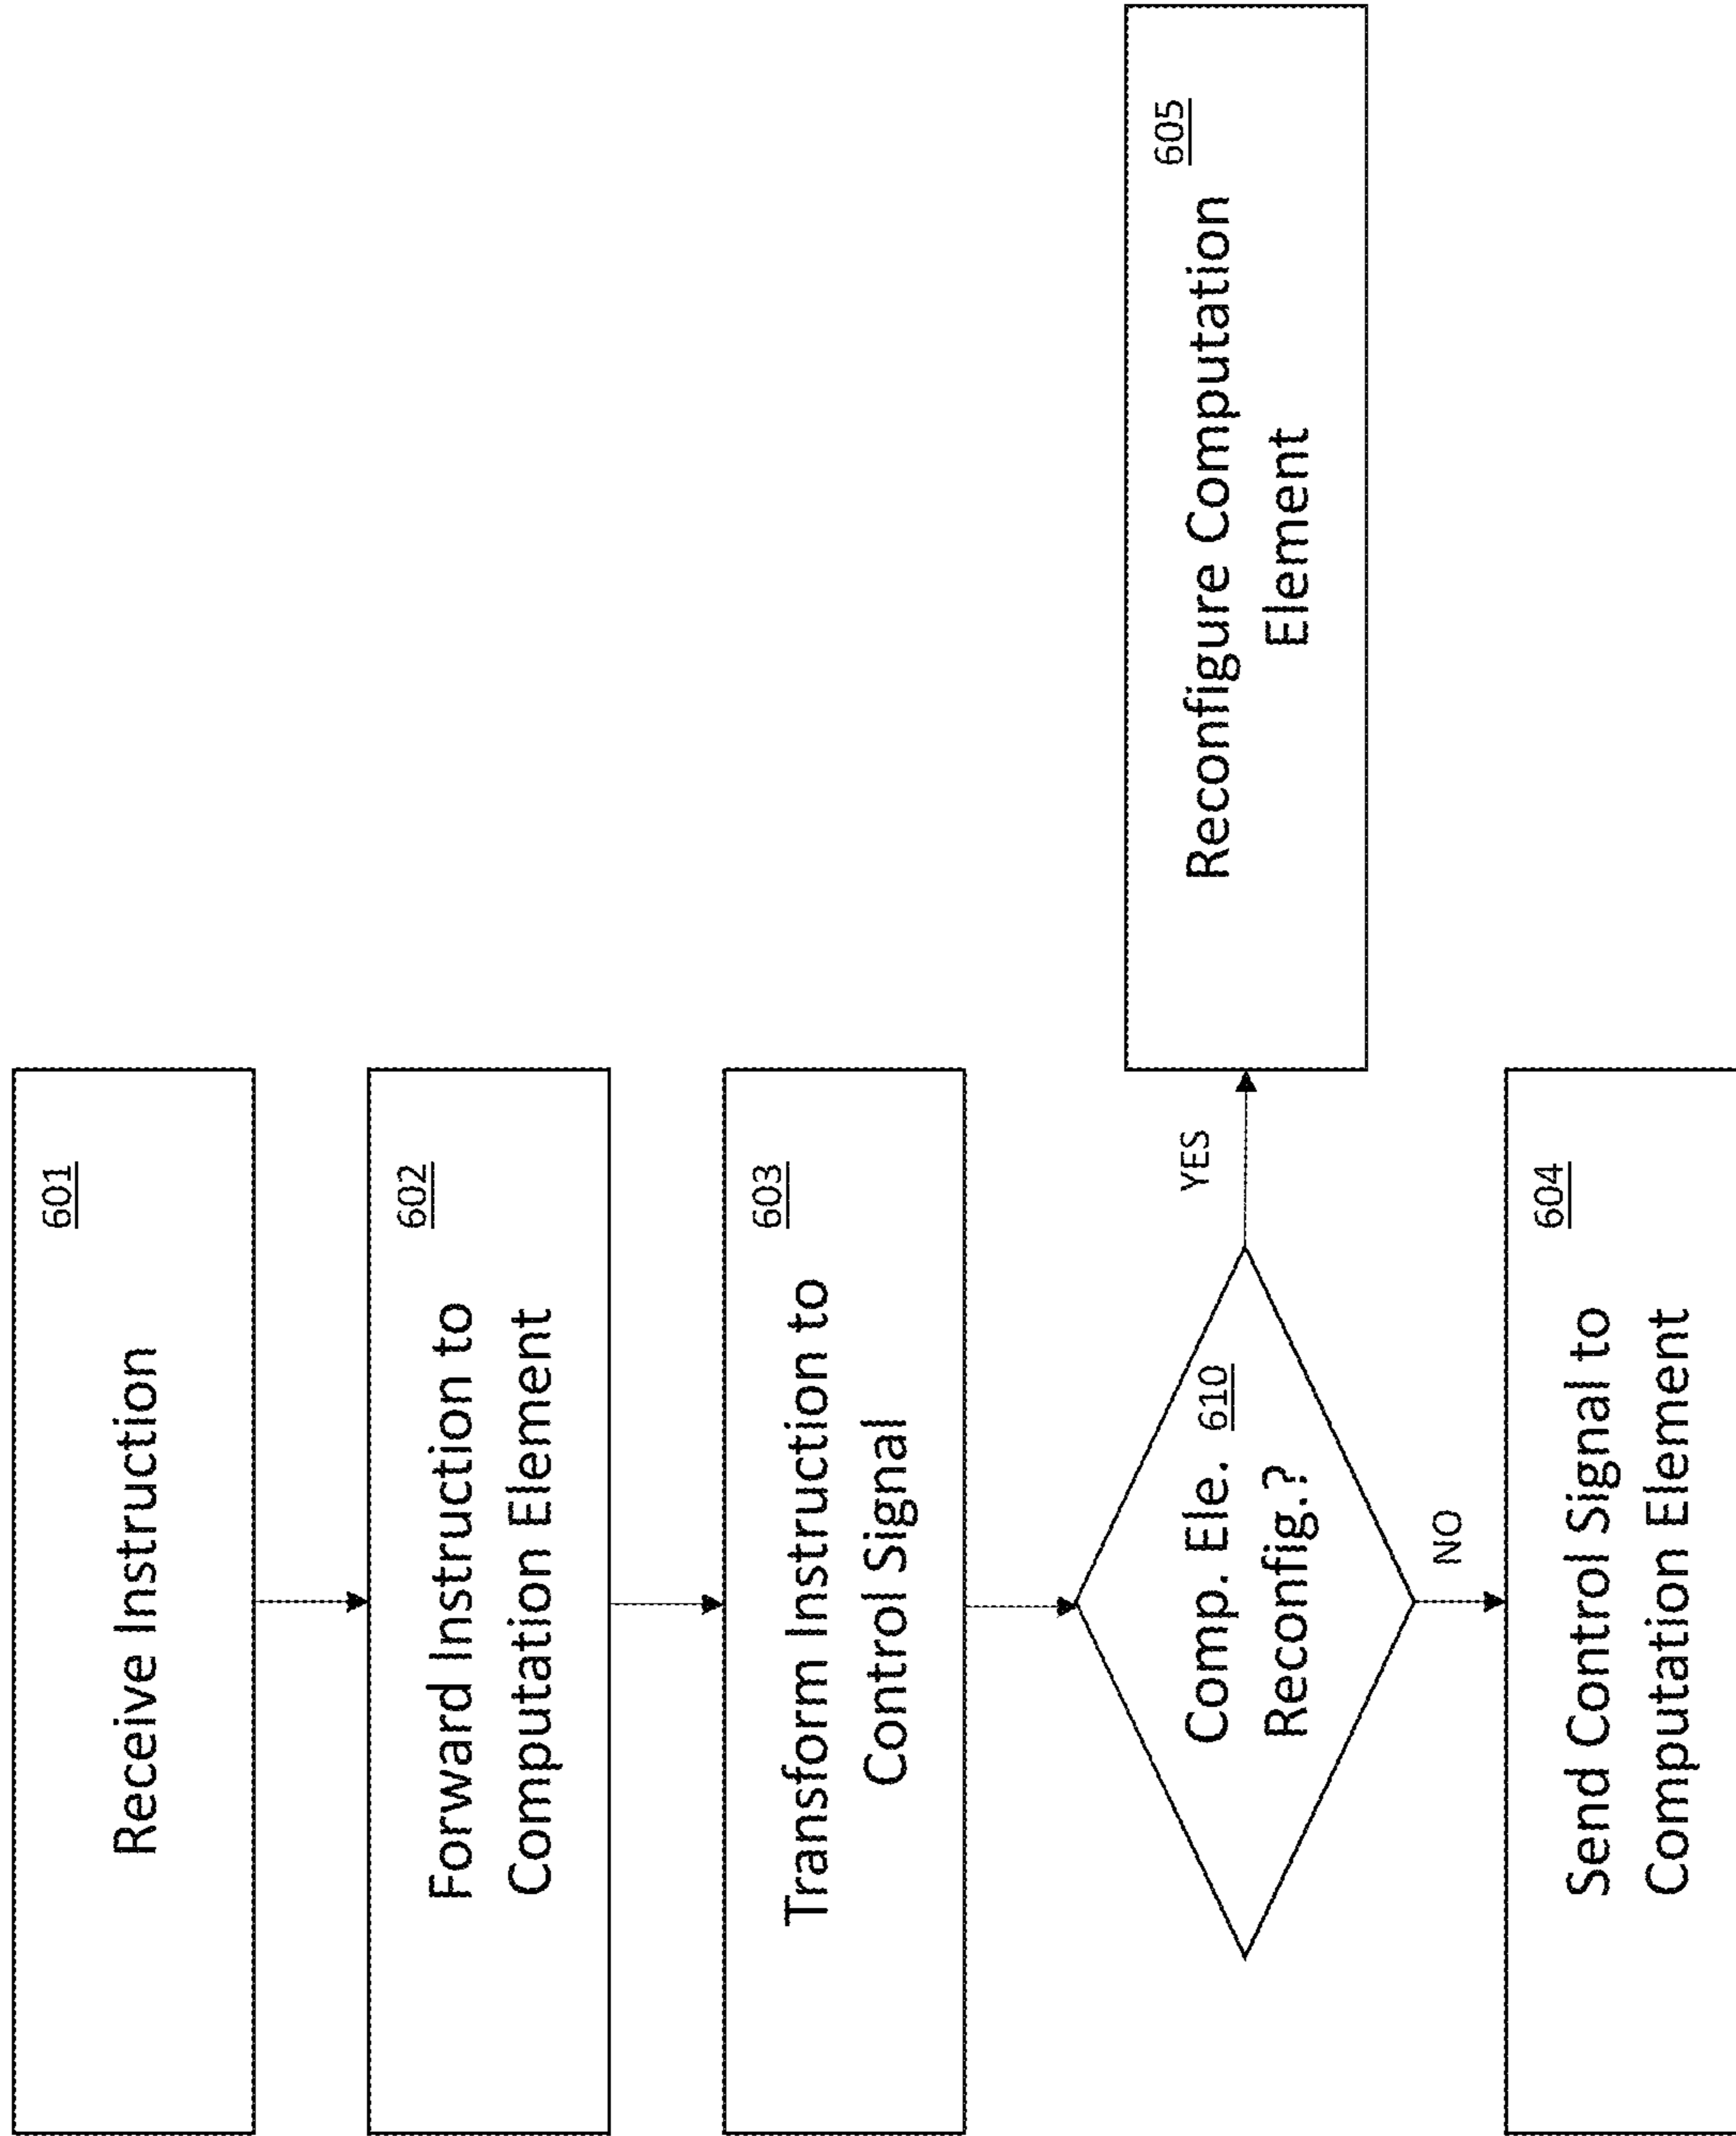 601
Receive Instruction
602
Forward Instruction to
Computation Element
603
Transform Instruction to
Control Signal
Comp. Ele. 610
Reconfig.?
YES
605
Reconfigure Computation
Element
NO
604
Send Control Signal to
Computation Element